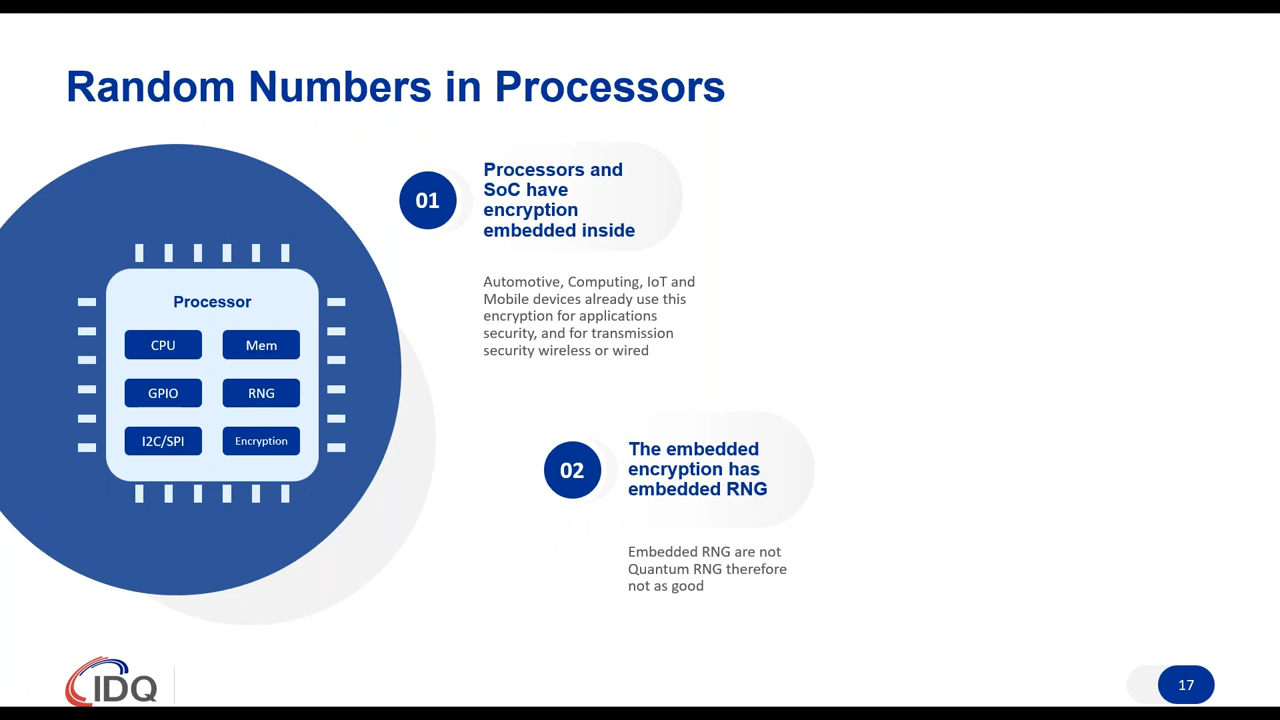 Random Numbers in Processors
01
Processors and
SoC have
encryption
embedded inside
Automotive, Computing, IoT and
Mobile devices already use this
encryption for applications
security, and for transmission
security wireless or wired
Processor
CPU
Mem
GPIO
RNG
I2C/SPI
Encryption
02
The embedded
encryption has
embedded RNG
Embedded RNG are not
Quantum RNG therefore
not as good
IDQ
17